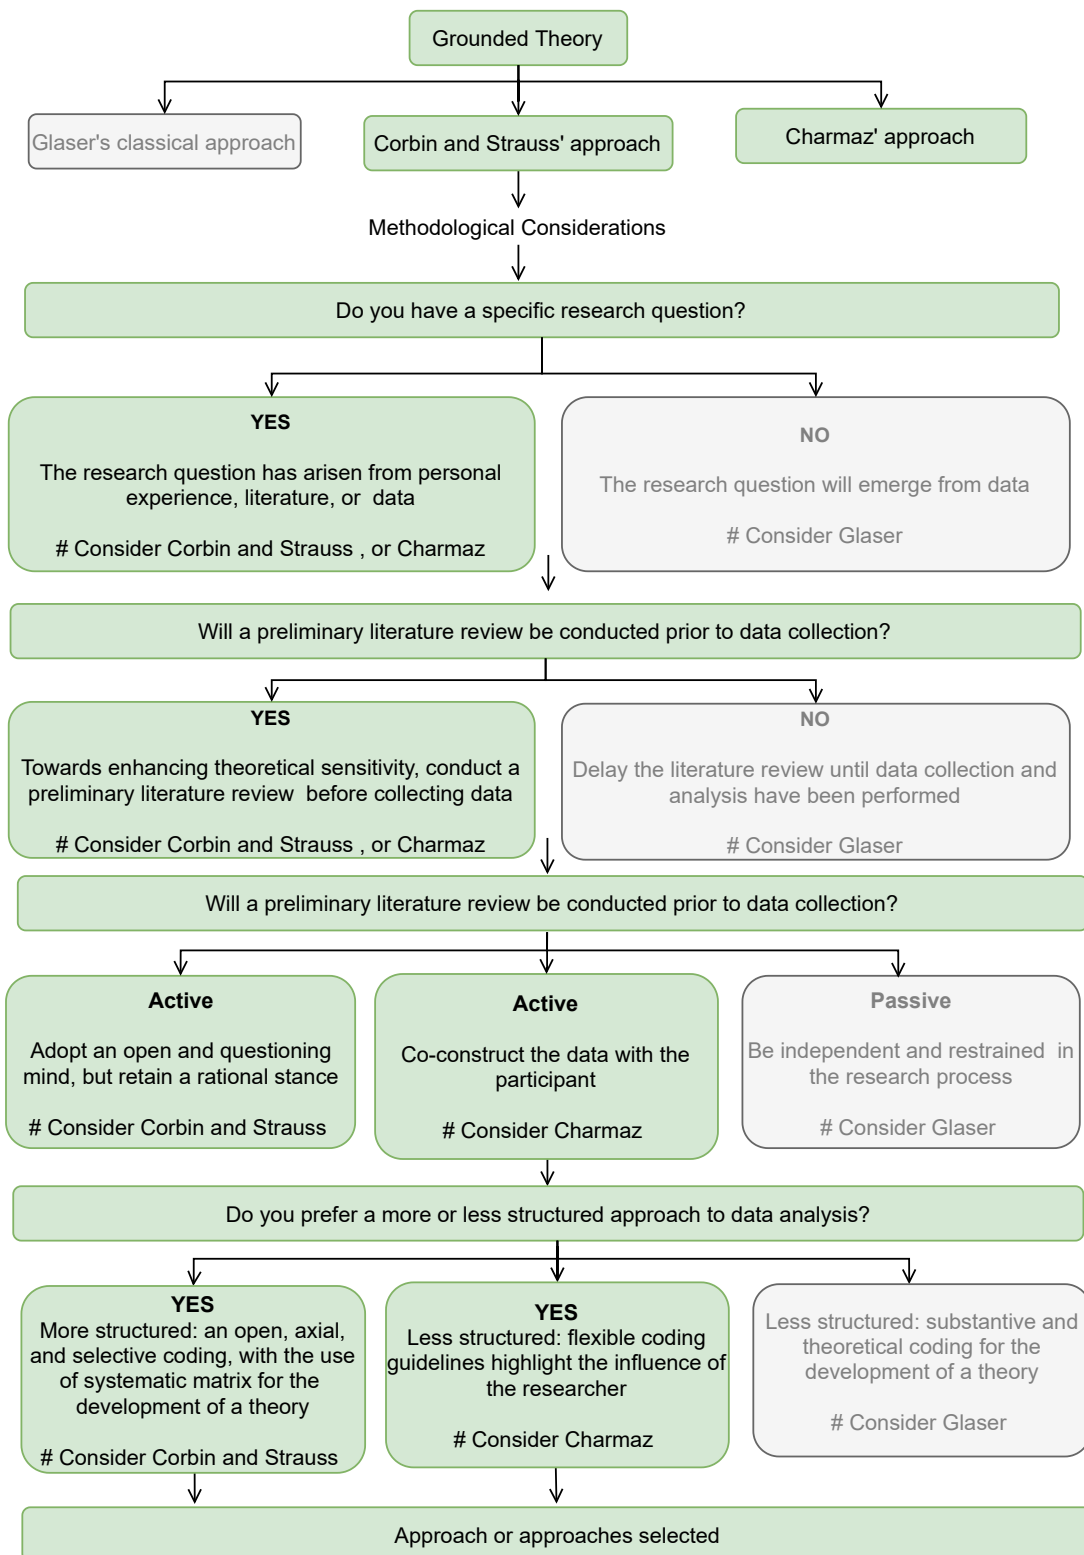 Grounded Theory
Glaser's classical approach
Corbin and Strauss' approach
Charmaz' approach
Methodological Considerations
Do you have a specific research question?
YES
The research question has arisen from personal
experience, literature, or data
# Consider Corbin and Strauss , or Charmaz
NO
The research question will emerge from data
# Consider Glaser
Will a preliminary literature review be conducted prior to data collection?
YES
Towards enhancing theoretical sensitivity, conduct a
preliminary literature review before collecting data
# Consider Corbin and Strauss , or Charmaz
NO
Delay the literature review until data collection and
analysis have been performed
# Consider Glaser
Will a preliminary literature review be conducted prior to data collection?
Active
Adopt an open and questioning
mind, but retain a rational stance
# Consider Corbin and Strauss
Active
Co-construct the data with the
participant
# Consider Charmaz
Passive
Be independent and restrained in
the research process
# Consider Glaser
Do you prefer a more or less structured approach to data analysis?
YES
More structured: an open, axial,
and selective coding, with the use
of systematic matrix for the
development of a theory
# Consider Corbin and Strauss
YES
Less structured: flexible coding
guidelines highlight the influence of
the researcher
# Consider Charmaz
Less structured: substantive and
theoretical coding for the
development of a theory
# Consider Glaser
Approach or approaches selected